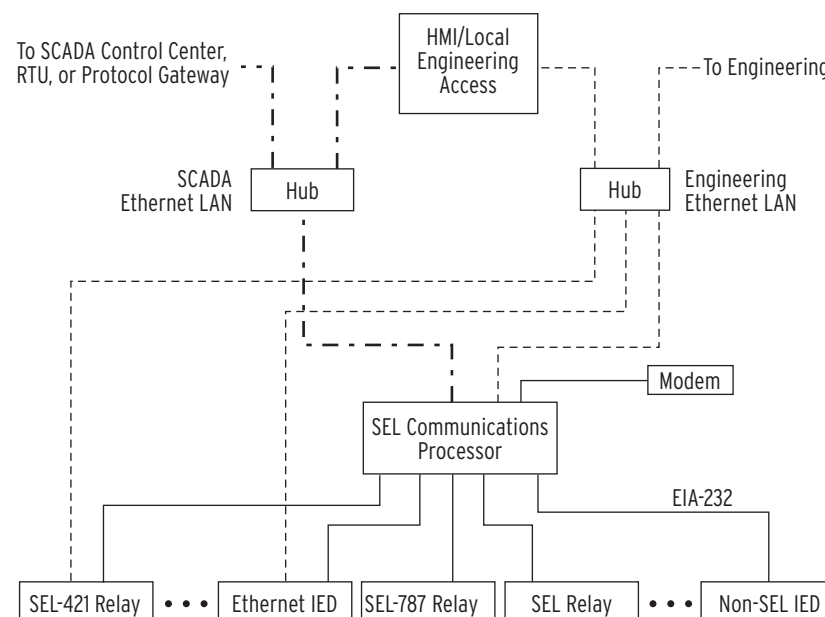 To SCADA Control Center,
RTU, or Protocol Gateway
HMI/Local
Engineering
Access
To Engineering
SCADA
Ethernet LAN
Hub
Hub
Engineering
Ethernet LAN
Modem
SEL Communications
Processor
EIA-232
SEL-421 Relay
Ethernet IED
SEL-787 Relay
SEL Relay
Non-SEL IED